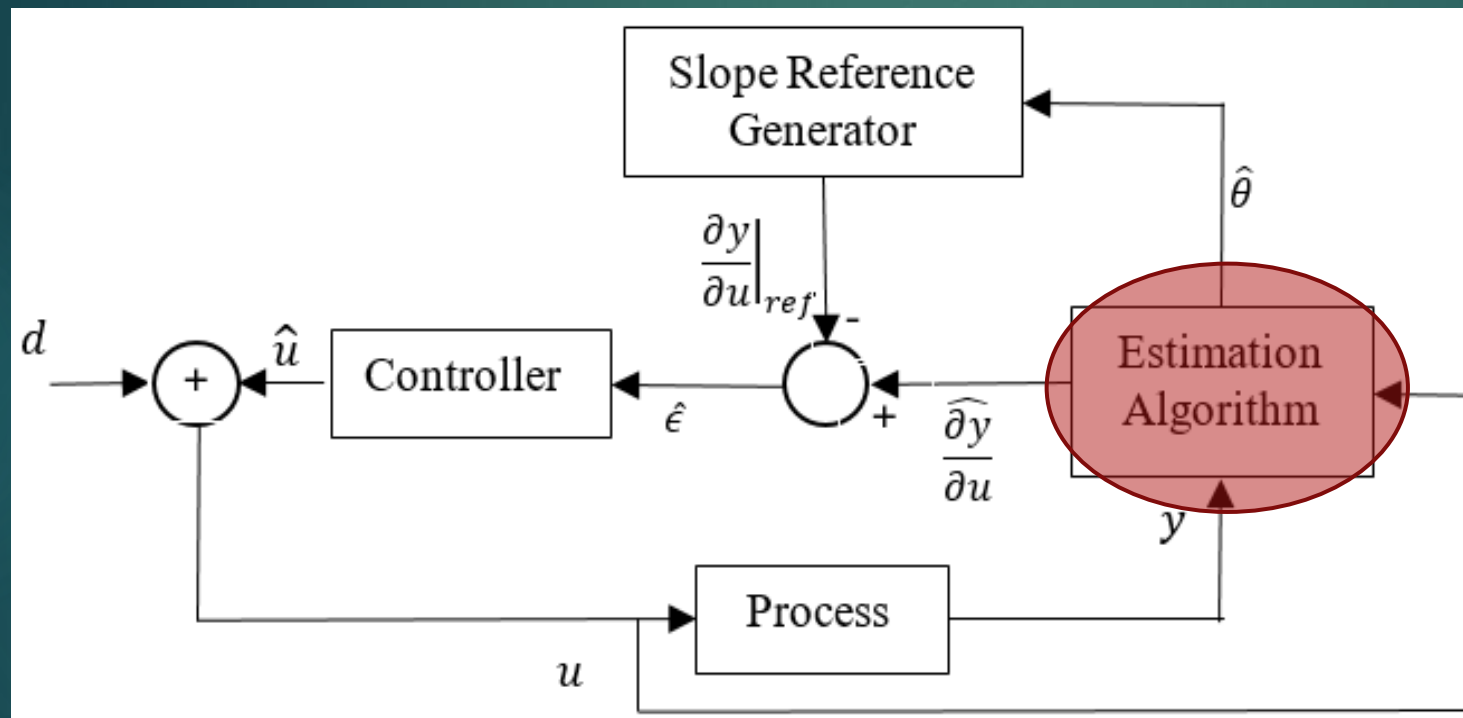 Slope Reference
Generator
θ̂
∂y/∂u|ref
-
d
+
û
Controller
ϵ̂
+
∂y/∂u^
Estimation
Algorithm
y
Process
u